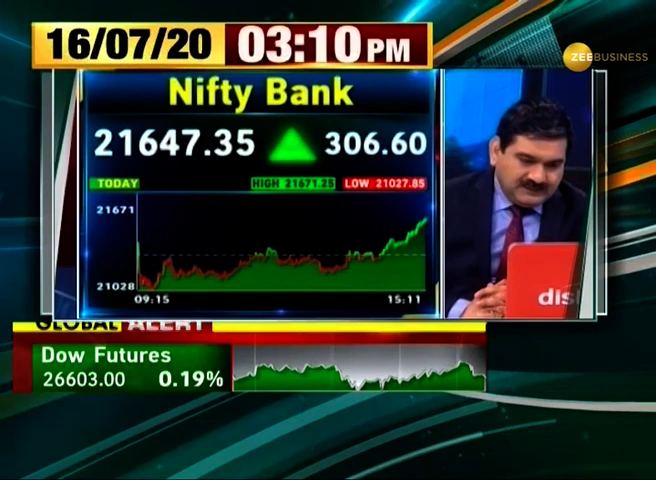 16/07/20 03:10 PM
ZEEBUSINESS
Nifty Bank
21647.35 306.60
TODAY HIGH 21671.25 LOW 21027.85
21671
21028
09:15 15:11
GLOBAL ALERT
Dow Futures
26603.00 0.19%